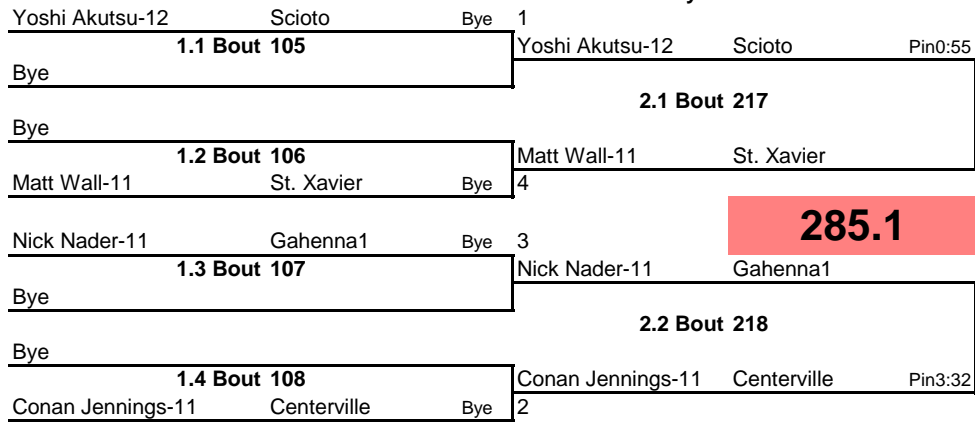 Yoshi Akutsu-12 Scioto Bye 1
1.1 Bout 105 Yoshi Akutsu-12 Scioto Pin0:55
Bye
2.1 Bout 217
Bye
1.2 Bout 106 Matt Wall-11 St. Xavier
Matt Wall-11 St. Xavier Bye 4
285.1
Nick Nader-11 Gahenna1 Bye 3
1.3 Bout 107 Nick Nader-11 Gahenna1
Bye
2.2 Bout 218
Bye
1.4 Bout 108 Conan Jennings-11 Centerville Pin3:32
Conan Jennings-11 Centerville Bye 2